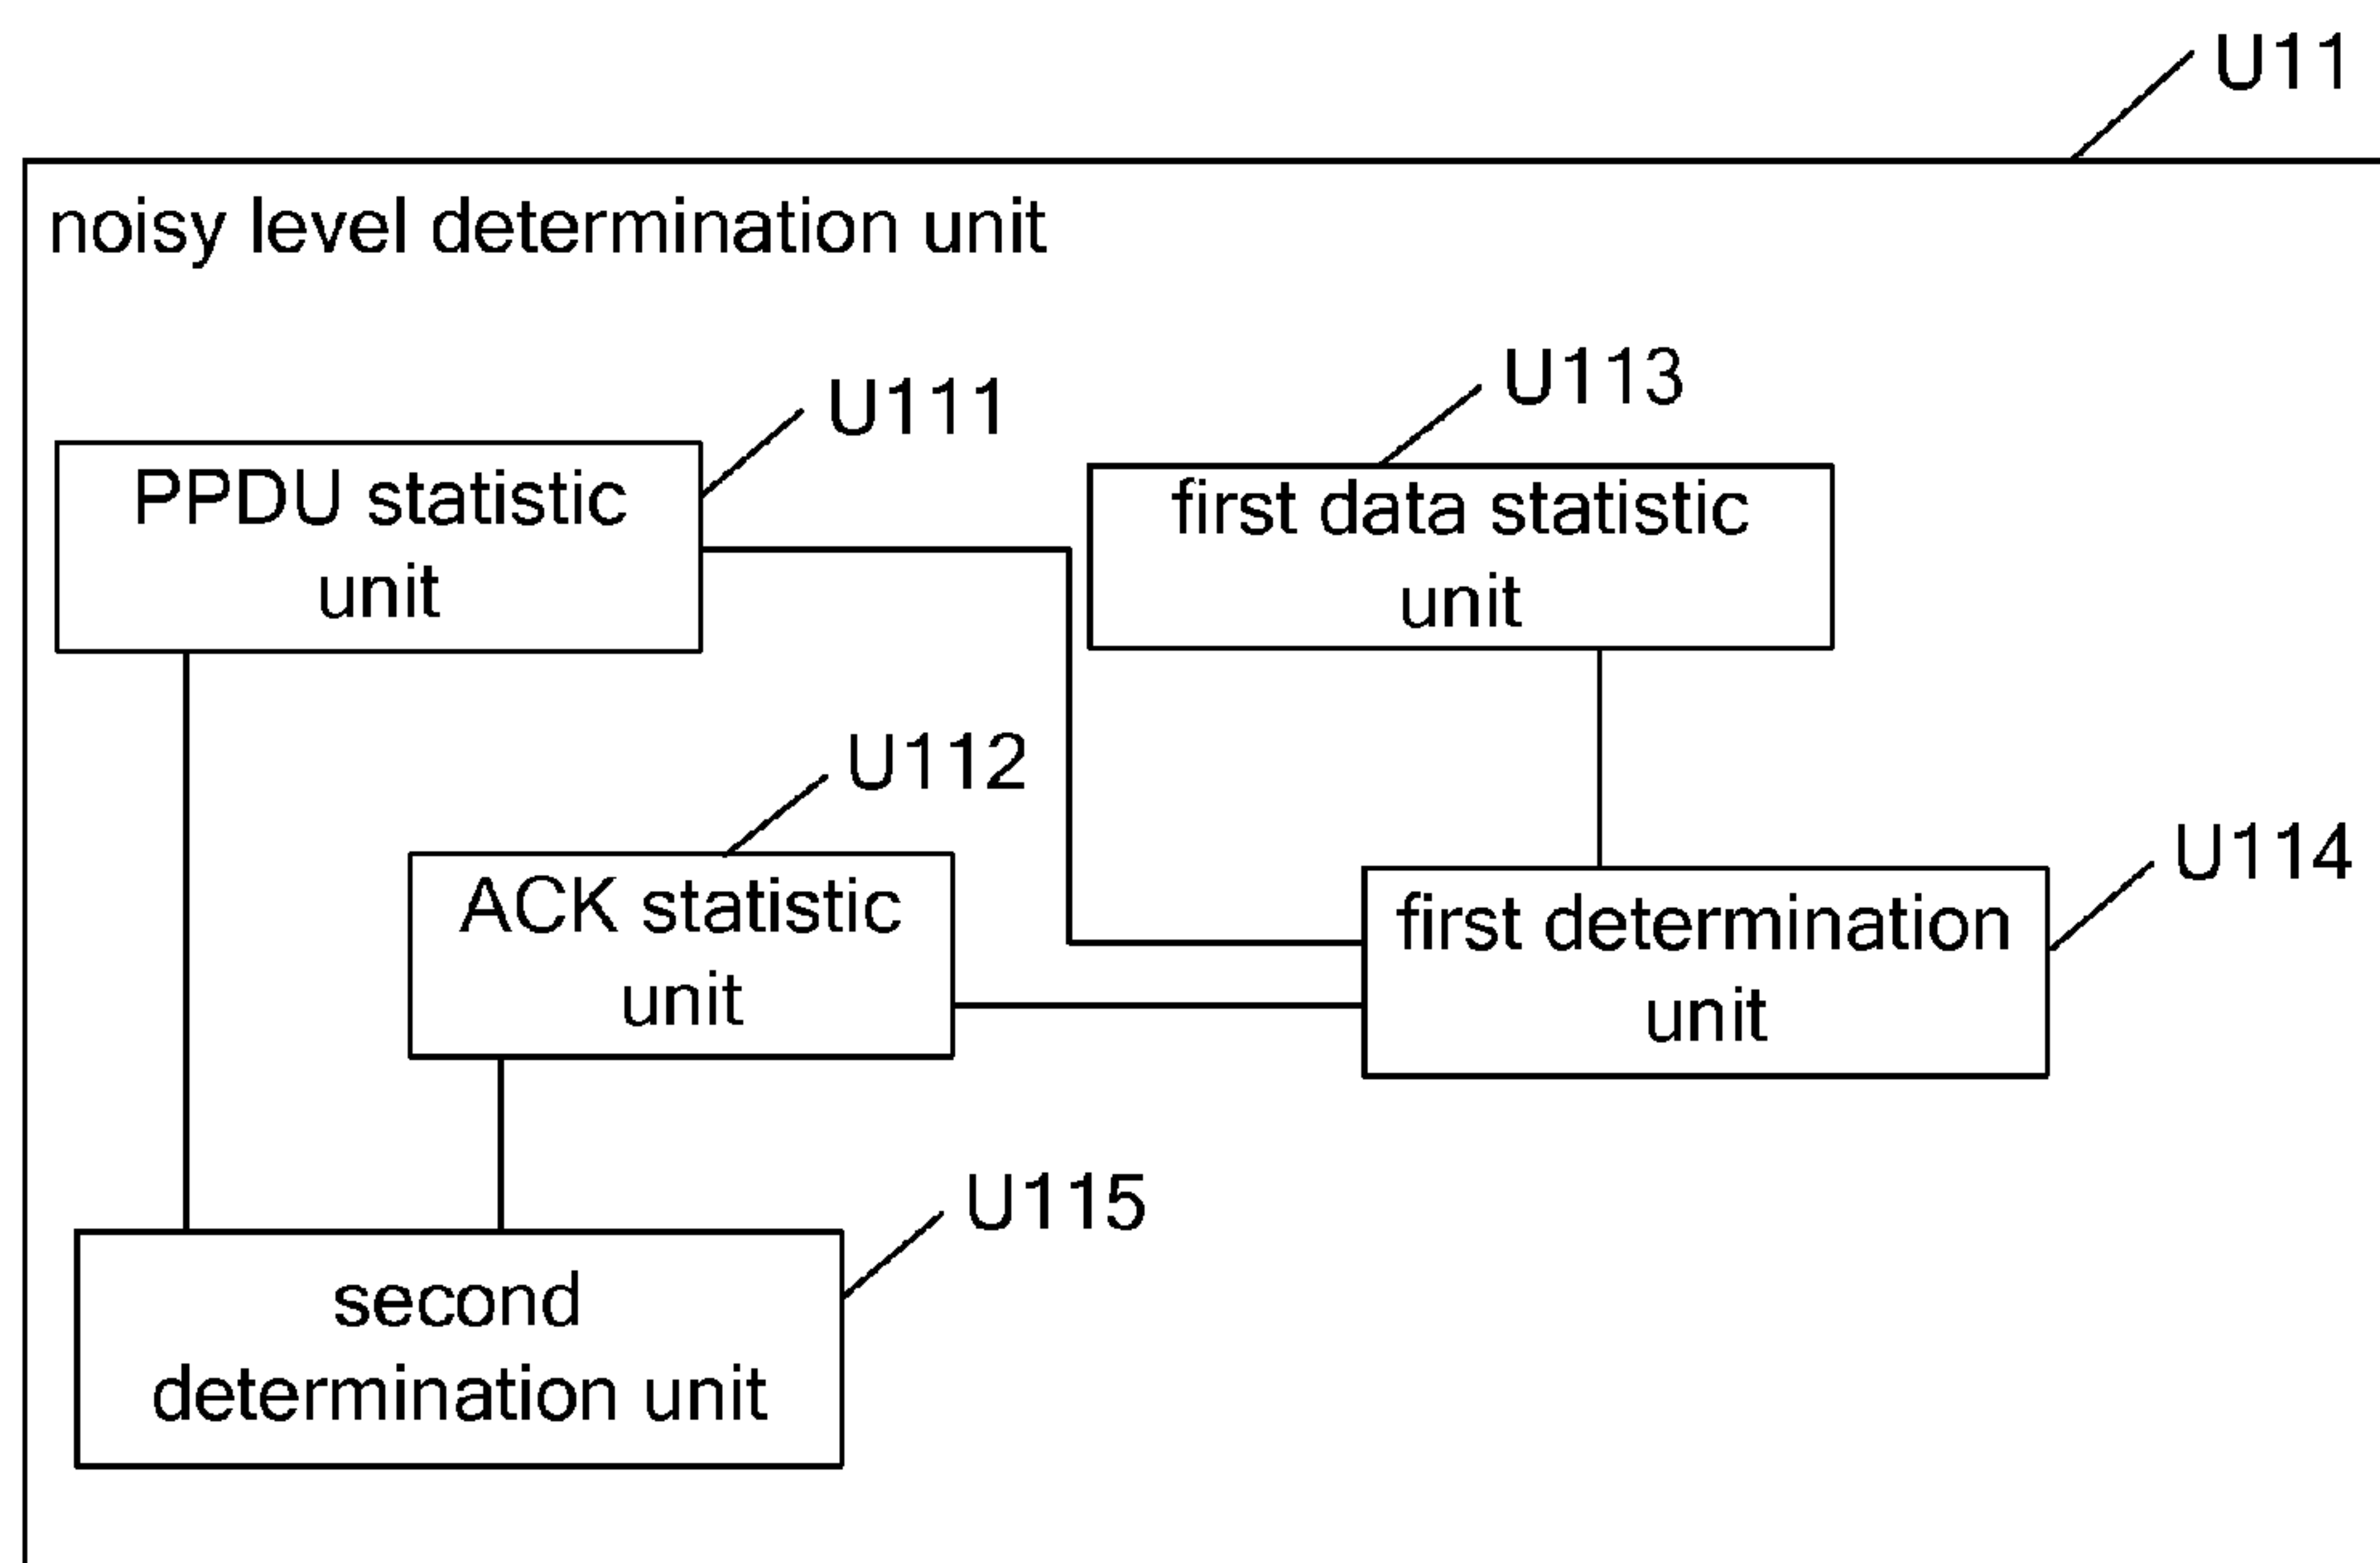 U11
noisy level determination unit
U111
U113
PPDU statistic
unit
first data statistic
unit
U112
U114
ACK statistic
unit
first determination
unit
U115
second
determination unit